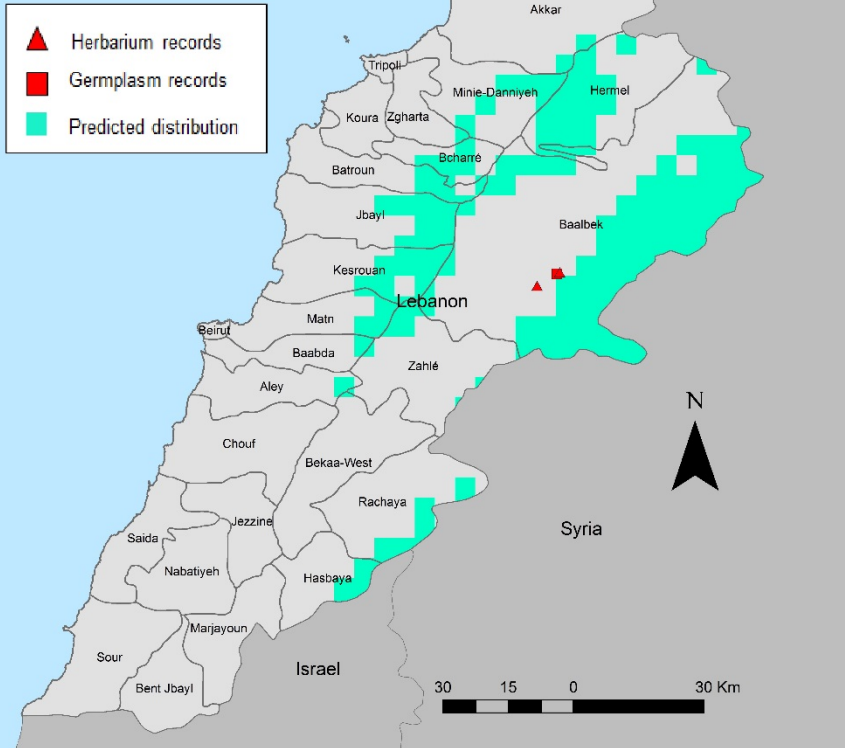 Herbarium records
Germplasm records
Predicted distribution
Akkar
Tripoli
Minie-Danniyeh
Hermel
Koura
Zgharta
Bcharré
Batroun
Jbayl
Baalbek
Kesrouan
Lebanon
Matn
Beirut
Baabda
Zahlé
Aley
N
Chouf
Bekaa-West
Rachaya
Jezzine
Syria
Saida
Nabatiyeh
Hasbaya
Marjayoun
Sour
Israel
Bent Jbayl
30 15 0 30 Km